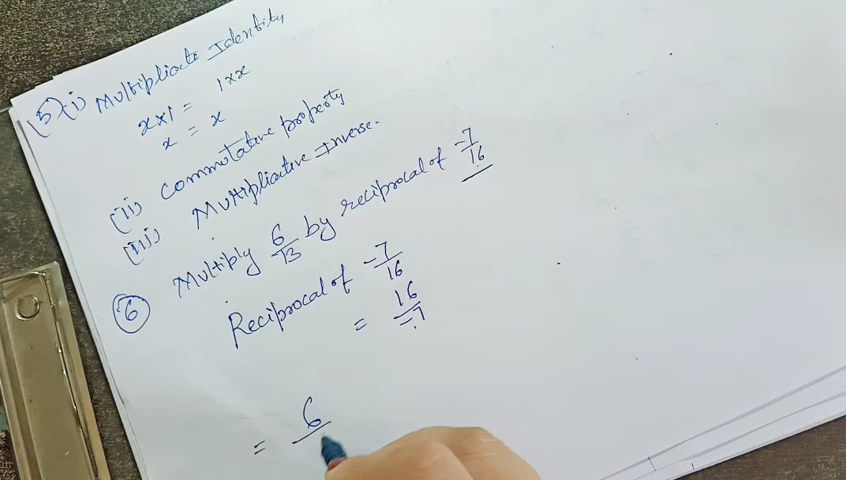 (5) (i) Multiplicate Identity
x×1 = 1×x
x = x
(ii) Commutative property
(iii) Multiplicative Inverse.
(6) Multiply 6/13 by reciprocal of -7/16
Reciprocal of -7/16
= 16/-7
= 6